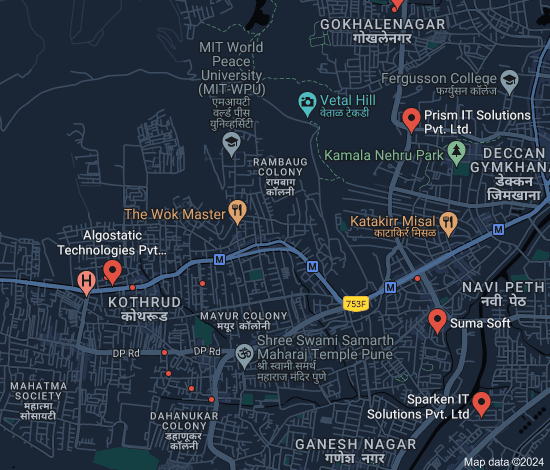 GOKHALENAGAR
गोखलेनगर
MIT World
Peace
University
(MIT-WPU)
एमआयटी
वर्ल्ड पीस
युनिव्हर्सिटी
Fergusson College
फर्ग्युसन कॉलेज
Vetal Hill
वेताळ टेकडी
Prism IT Solutions
Pvt. Ltd.
Kamala Nehru Park
DECCAN
GYMKHANA
डेक्कन
जिमखाना
RAMBAUG
COLONY
रामबाग
कॉलनी
The Wok Master
Katakirr Misal
काटाकिर्र मिसळ
Algostatic
Technologies Pvt...
M
M
M
M
H
753F
KOTHRUD
कोथरूड
NAVI PETH
नवी पेठ
MAYUR COLONY
मयूर कॉलोनी
Suma Soft
DP Rd
DP Rd
Shree Swami Samarth
Maharaj Temple Pune
श्री स्वामी समर्थ
महाराज मंदिर पुणे
MAHATMA
SOCIETY
महात्मा
सोसायटी
Sparken IT
Solutions Pvt. Ltd
DAHANUKAR
COLONY
डहाणूकर
कॉलनी
GANESH NAGAR
गणेश नगर
Map data ©2024